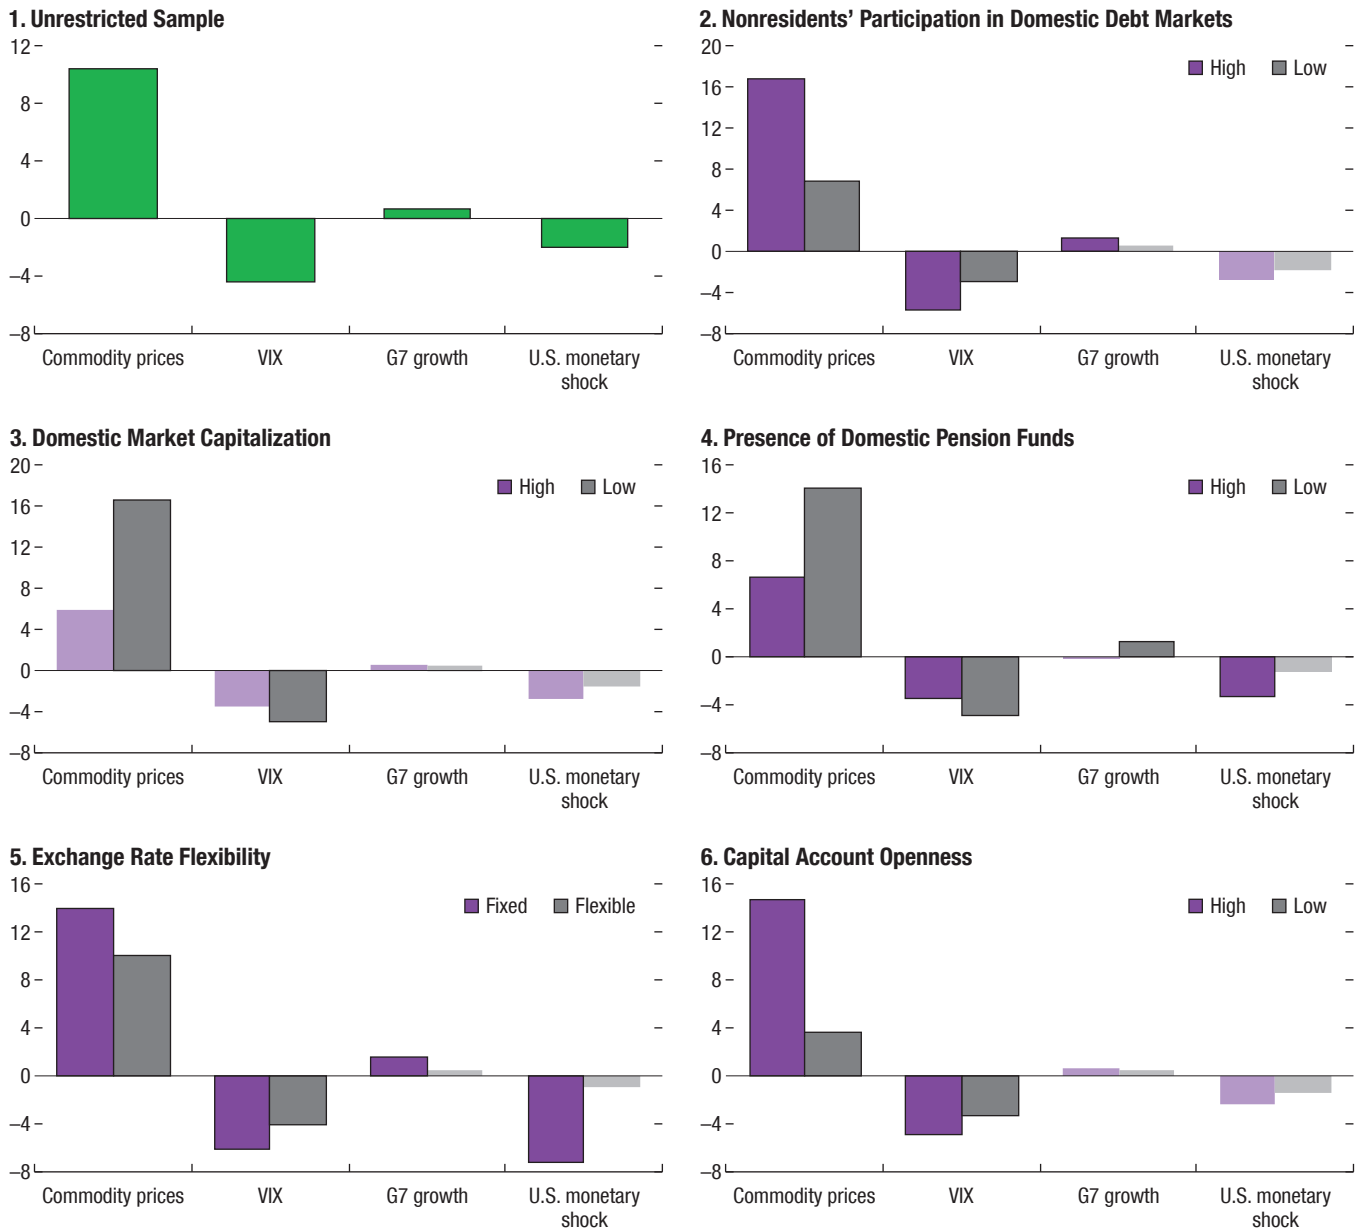 1. Unrestricted Sample
12
8
4
0
–4
–8
Commodity prices VIX G7 growth U.S. monetary
shock
2. Nonresidents’ Participation in Domestic Debt Markets
20
High Low
16
12
8
4
0
–4
–8
Commodity prices VIX G7 growth U.S. monetary
shock
3. Domestic Market Capitalization
20
High Low
16
12
8
4
0
–4
–8
Commodity prices VIX G7 growth U.S. monetary
shock
4. Presence of Domestic Pension Funds
16
High Low
12
8
4
0
–4
–8
Commodity prices VIX G7 growth U.S. monetary
shock
5. Exchange Rate Flexibility
16
Fixed Flexible
12
8
4
0
–4
–8
Commodity prices VIX G7 growth U.S. monetary
shock
6. Capital Account Openness
16
High Low
12
8
4
0
–4
–8
Commodity prices VIX G7 growth U.S. monetary
shock